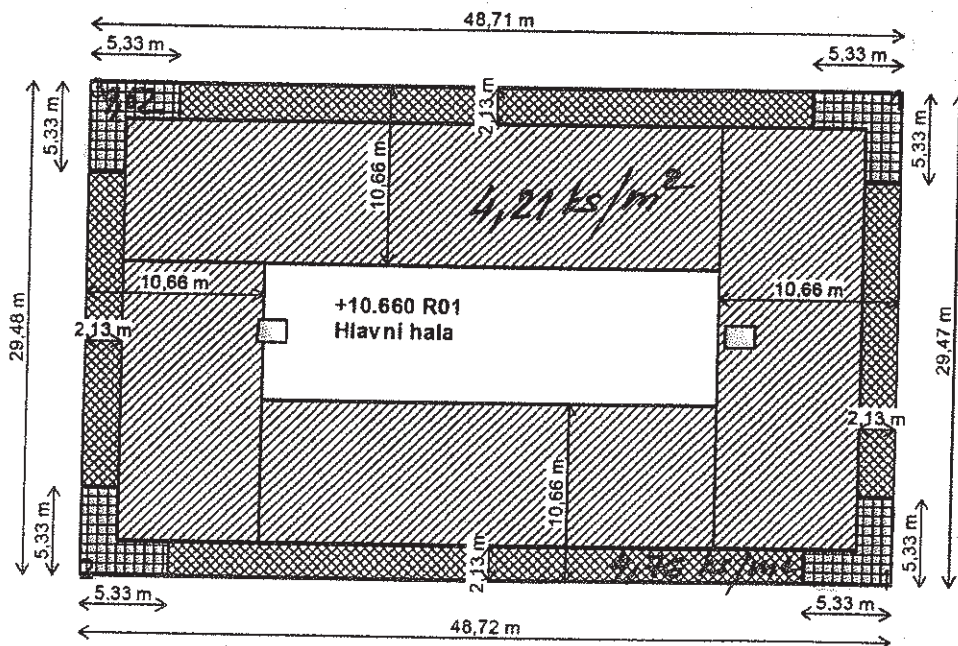 48,71 m
5,33 m
5,33 m
5,33 m
2,13 m
5,33 m
10,66 m
4,21 ks/m²
29,48 m
10,66 m
+10.660 R01
Hlavní hala
10,66 m
29,47 m
2,13 m
2,13 m
10,66 m
5,33 m
2,13 m
5,33 m
5,33 m
5,33 m
48,72 m